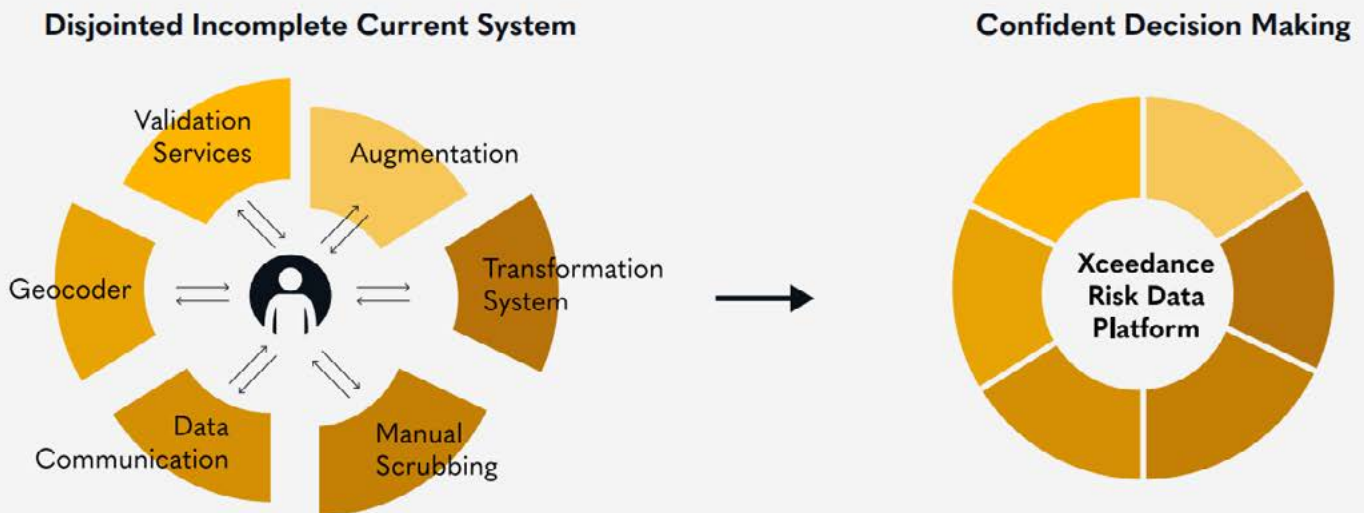 Disjointed Incomplete Current System
Confident Decision Making
Validation
Services
Augmentation
Geocoder
Transformation
System
Data
Communication
Manual
Scrubbing
Xceedance
Risk Data
Platform